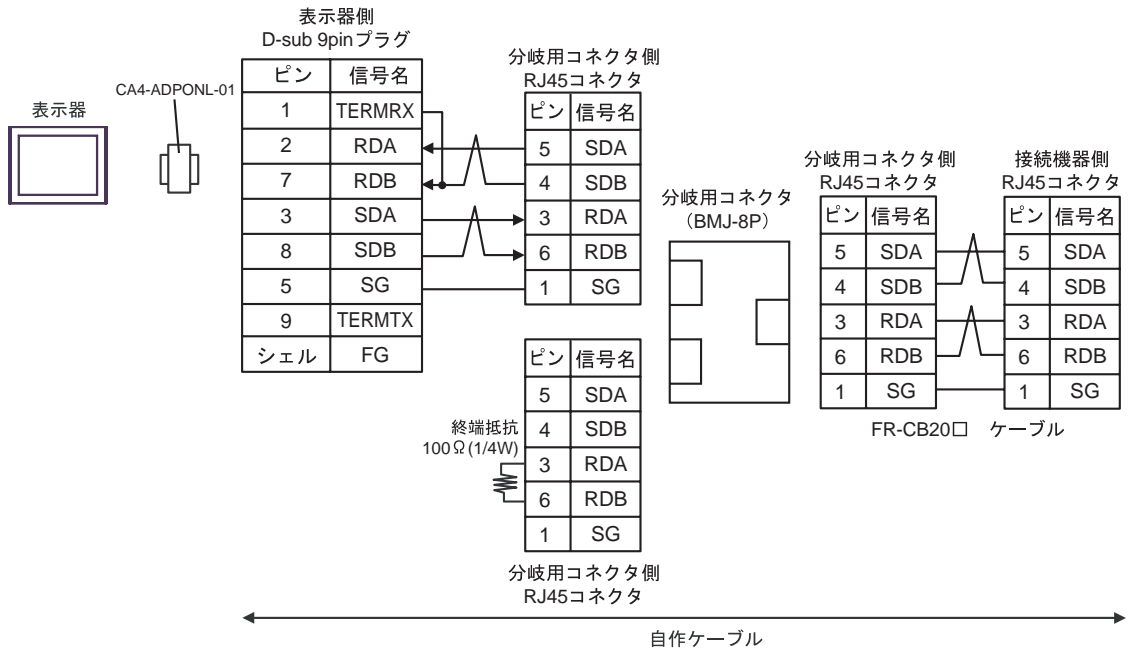 表示器
CA4-ADPONL-01
表示器側
D-sub 9pinプラグ
ピン 信号名
1 TERMRX
2 RDA
7 RDB
3 SDA
8 SDB
5 SG
9 TERMTX
シェル FG
分岐用コネクタ側
RJ45コネクタ
ピン 信号名
5 SDA
4 SDB
3 RDA
6 RDB
1 SG
終端抵抗
100Ω(1/4W)
ピン 信号名
5 SDA
4 SDB
3 RDA
6 RDB
1 SG
分岐用コネクタ側
RJ45コネクタ
分岐用コネクタ
（BMJ-8P）
分岐用コネクタ側
RJ45コネクタ
ピン 信号名
5 SDA
4 SDB
3 RDA
6 RDB
1 SG
接続機器側
RJ45コネクタ
ピン 信号名
5 SDA
4 SDB
3 RDA
6 RDB
1 SG
FR-CB20□ ケーブル
自作ケーブル